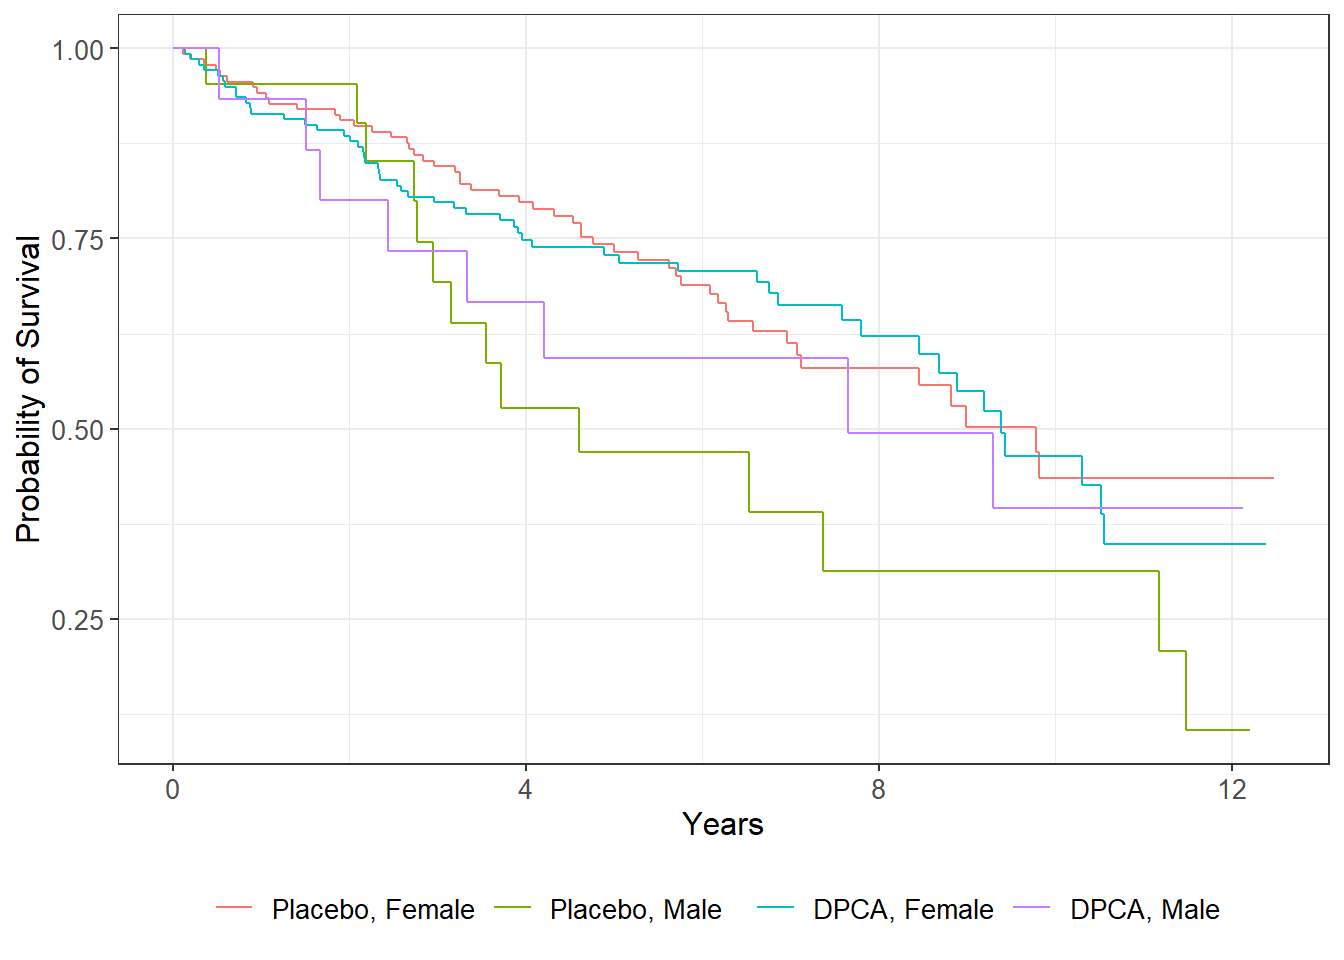 1.00
0.75
0.50
0.25
Probability of Survival
0 4 8 12
Years
Placebo, Female Placebo, Male DPCA, Female DPCA, Male